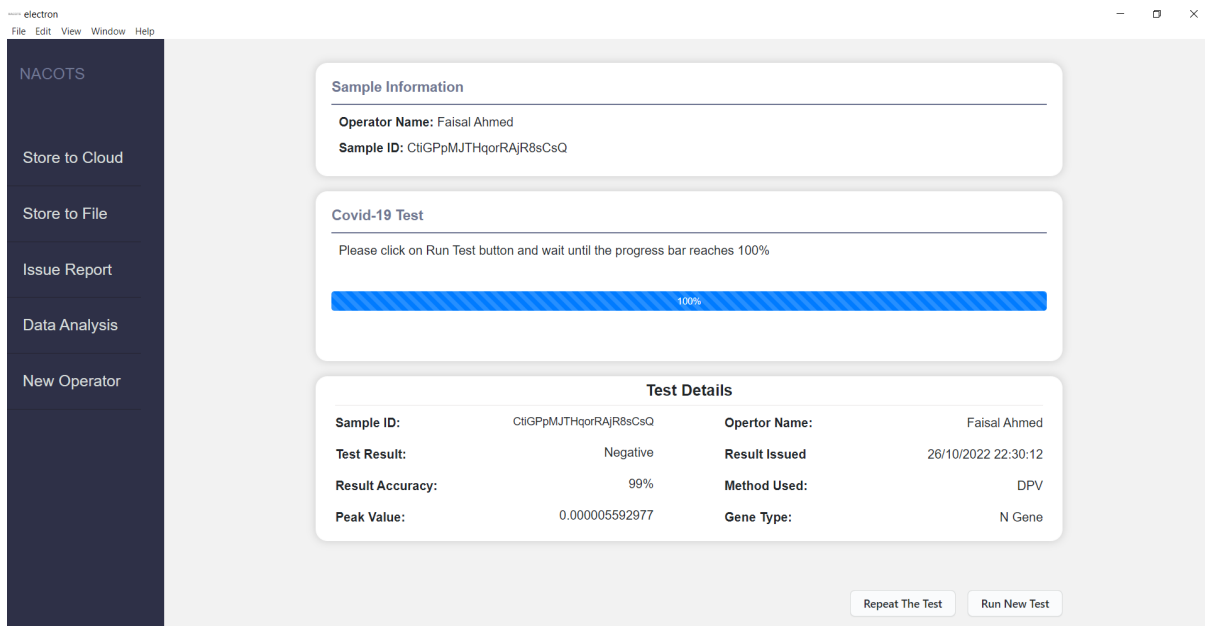 electron
File Edit View Window Help
NACOTS
Store to Cloud
Store to File
Issue Report
Data Analysis
New Operator
Sample Information
Operator Name: Faisal Ahmed
Sample ID: CtiGPpMJTHqorRAjR8sCsQ
Covid-19 Test
Please click on Run Test button and wait until the progress bar reaches 100%
100%
Test Details
Sample ID: CtiGPpMJTHqorRAjR8sCsQ Opertor Name: Faisal Ahmed
Test Result: Negative Result Issued 26/10/2022 22:30:12
Result Accuracy: 99% Method Used: DPV
Peak Value: 0.000005592977 Gene Type: N Gene
Repeat The Test Run New Test